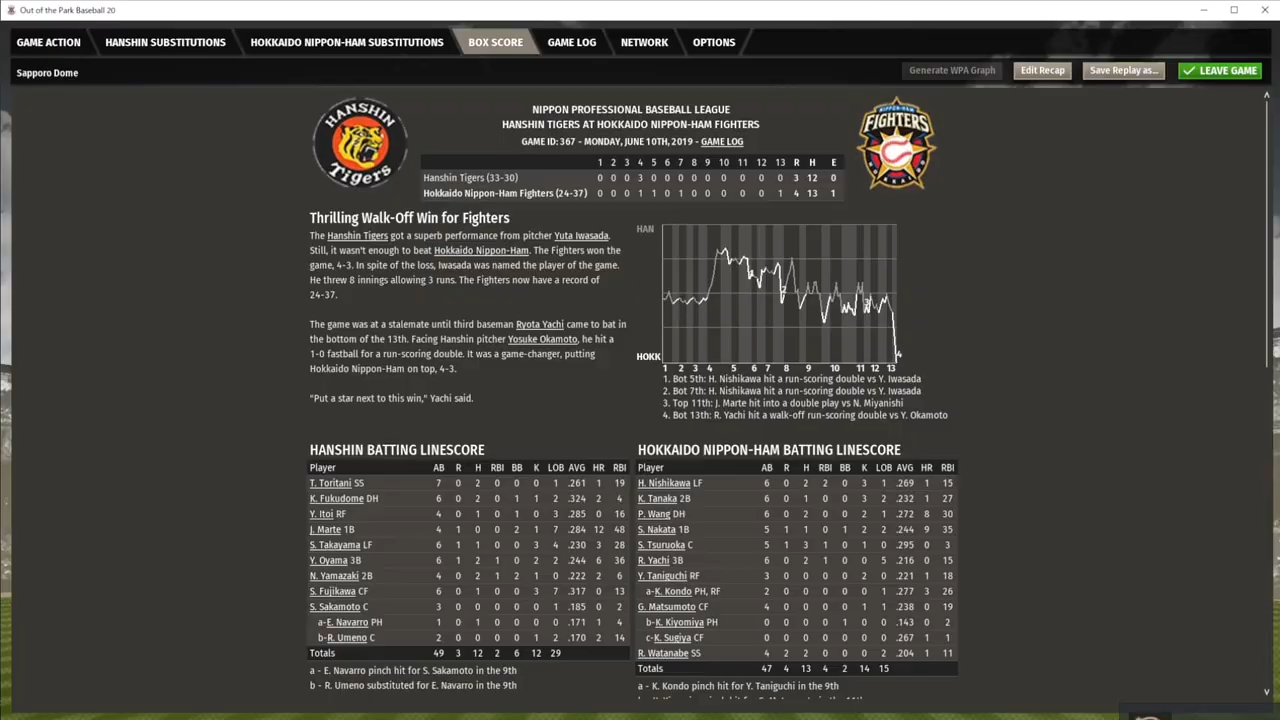 Out of the Park Baseball 20
GAME ACTION HANSHIN SUBSTITUTIONS HOKKAIDO NIPPON-HAM SUBSTITUTIONS BOX SCORE GAME LOG NETWORK OPTIONS
Sapporo Dome Generate WPA Graph Edit Recap Save Replay as... LEAVE GAME
HANSHIN Tigers
NIPPON-HAM FIGHTERS
NIPPON PROFESSIONAL BASEBALL LEAGUE
HANSHIN TIGERS AT HOKKAIDO NIPPON-HAM FIGHTERS
GAME ID: 367 - MONDAY, JUNE 10TH, 2019 - GAME LOG
1 2 3 4 5 6 7 8 9 10 11 12 13 R H E
Hanshin Tigers (33-30) 0 0 0 3 0 0 0 0 0 0 0 0 0 3 12 0
Hokkaido Nippon-Ham Fighters (24-37) 0 0 0 1 1 0 1 0 0 0 0 0 1 4 13 1
Thrilling Walk-Off Win for Fighters
The Hanshin Tigers got a superb performance from pitcher Yuta Iwasada.
Still, it wasn't enough to beat Hokkaido Nippon-Ham. The Fighters won the
game, 4-3. In spite of the loss, Iwasada was named the player of the game.
He threw 8 innings allowing 3 runs. The Fighters now have a record of
24-37.
The game was at a stalemate until third baseman Ryota Yachi came to bat in
the bottom of the 13th. Facing Hanshin pitcher Yosuke Okamoto, he hit a
1-0 fastball for a run-scoring double. It was a game-changer, putting
Hokkaido Nippon-Ham on top, 4-3.
"Put a star next to this win," Yachi said.
HAN
HOKK
1 2 3 4 5 6 7 8 9 10 11 12 13
1. Bot 5th: H. Nishikawa hit a run-scoring double vs Y. Iwasada
2. Bot 7th: H. Nishikawa hit a run-scoring double vs Y. Iwasada
3. Top 11th: J. Marte hit into a double play vs N. Miyanishi
4. Bot 13th: R. Yachi hit a walk-off run-scoring double vs Y. Okamoto
HANSHIN BATTING LINESCORE
Player AB R H RBI BB K LOB AVG HR RBI
T. Toritani SS 7 0 2 0 0 0 1 .261 1 19
K. Fukudome DH 6 0 2 0 1 1 2 .324 2 4
Y. Itoi RF 4 0 1 0 1 0 3 .285 0 16
J. Marte 1B 4 1 0 0 2 1 7 .284 12 48
S. Takayama LF 6 1 1 0 0 3 4 .230 3 28
Y. Oyama 3B 6 1 2 1 0 2 2 .244 6 36
N. Yamazaki 2B 4 0 2 1 2 1 0 .222 2 6
S. Fujikawa CF 6 0 1 0 0 3 7 .317 0 13
S. Sakamoto C 3 0 0 0 0 0 1 .185 0 2
a-E. Navarro PH 1 0 1 0 0 0 0 .171 1 4
b-R. Umeno C 2 0 0 0 0 1 2 .170 2 14
Totals 49 3 12 2 6 12 29
a - E. Navarro pinch hit for S. Sakamoto in the 9th
b - R. Umeno substituted for E. Navarro in the 9th
HOKKAIDO NIPPON-HAM BATTING LINESCORE
Player AB R H RBI BB K LOB AVG HR RBI
H. Nishikawa LF 6 0 2 2 0 3 1 .269 1 15
K. Tanaka 2B 6 0 1 0 0 3 2 .232 1 27
P. Wang DH 6 0 2 0 0 2 1 .272 8 30
S. Nakata 1B 5 1 1 0 1 2 2 .244 9 35
S. Tsuruoka C 5 1 3 1 0 1 0 .295 0 3
R. Yachi 3B 6 0 2 1 0 0 5 .216 0 15
Y. Taniguchi RF 3 0 0 0 0 2 0 .221 1 18
a-K. Kondo PH, RF 2 0 0 0 0 0 1 .277 3 26
G. Matsumoto CF 4 0 0 0 0 1 1 .238 0 19
b-K. Kiyomiya PH 0 0 0 0 1 0 0 .143 0 2
c-K. Sugiya CF 0 0 0 0 0 0 0 .267 1 1
R. Watanabe SS 4 2 2 0 0 0 2 .204 1 11
Totals 47 4 13 4 2 14 15
a - K. Kondo pinch hit for Y. Taniguchi in the 9th